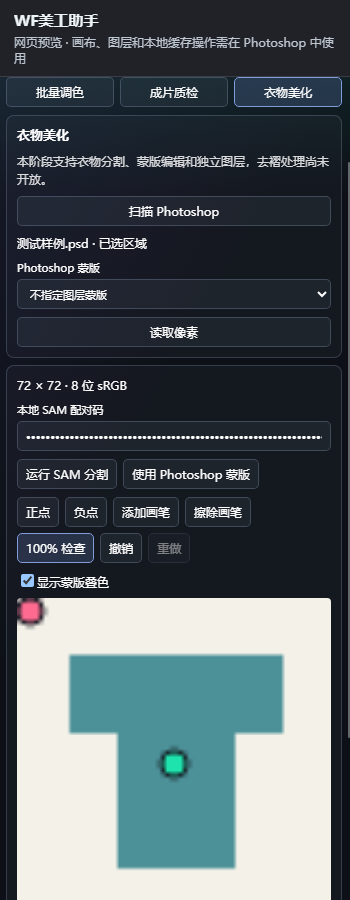 WF美工助手
网页预览 · 画布、图层和本地缓存操作需在 Photoshop 中使
用
批量调色
成片质检
衣物美化
衣物美化
本阶段支持衣物分割、蒙版编辑和独立图层，去褶处理尚未
开放。
扫描 Photoshop
测试样例.psd · 已选区域
Photoshop 蒙版
不指定图层蒙版
读取像素
72 × 72 · 8 位 sRGB
本地 SAM 配对码
运行 SAM 分割
使用 Photoshop 蒙版
正点
负点
添加画笔
擦除画笔
100% 检查
撤销
重做
显示蒙版叠色